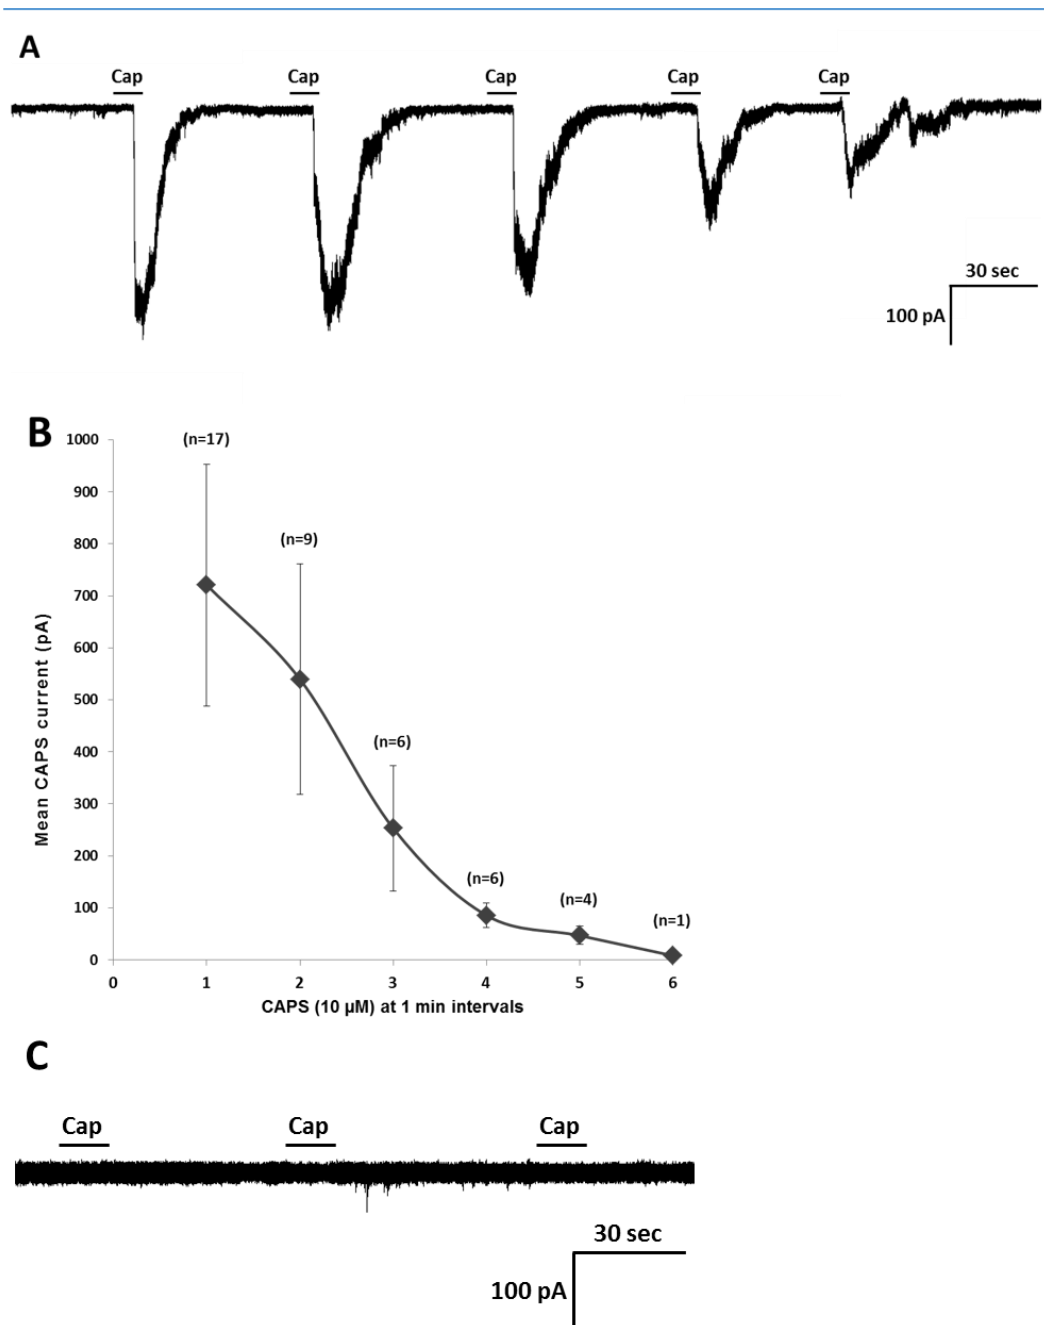 A
Cap Cap Cap Cap Cap
30 sec
100 pA
B
1000
900
800
700
600
500
400
300
200
100
0
Mean CAPS current (pA)
(n=17)
(n=9)
(n=6)
(n=6)
(n=4)
(n=1)
0 1 2 3 4 5 6
CAPS (10 µM) at 1 min intervals
C
Cap Cap Cap
30 sec
100 pA